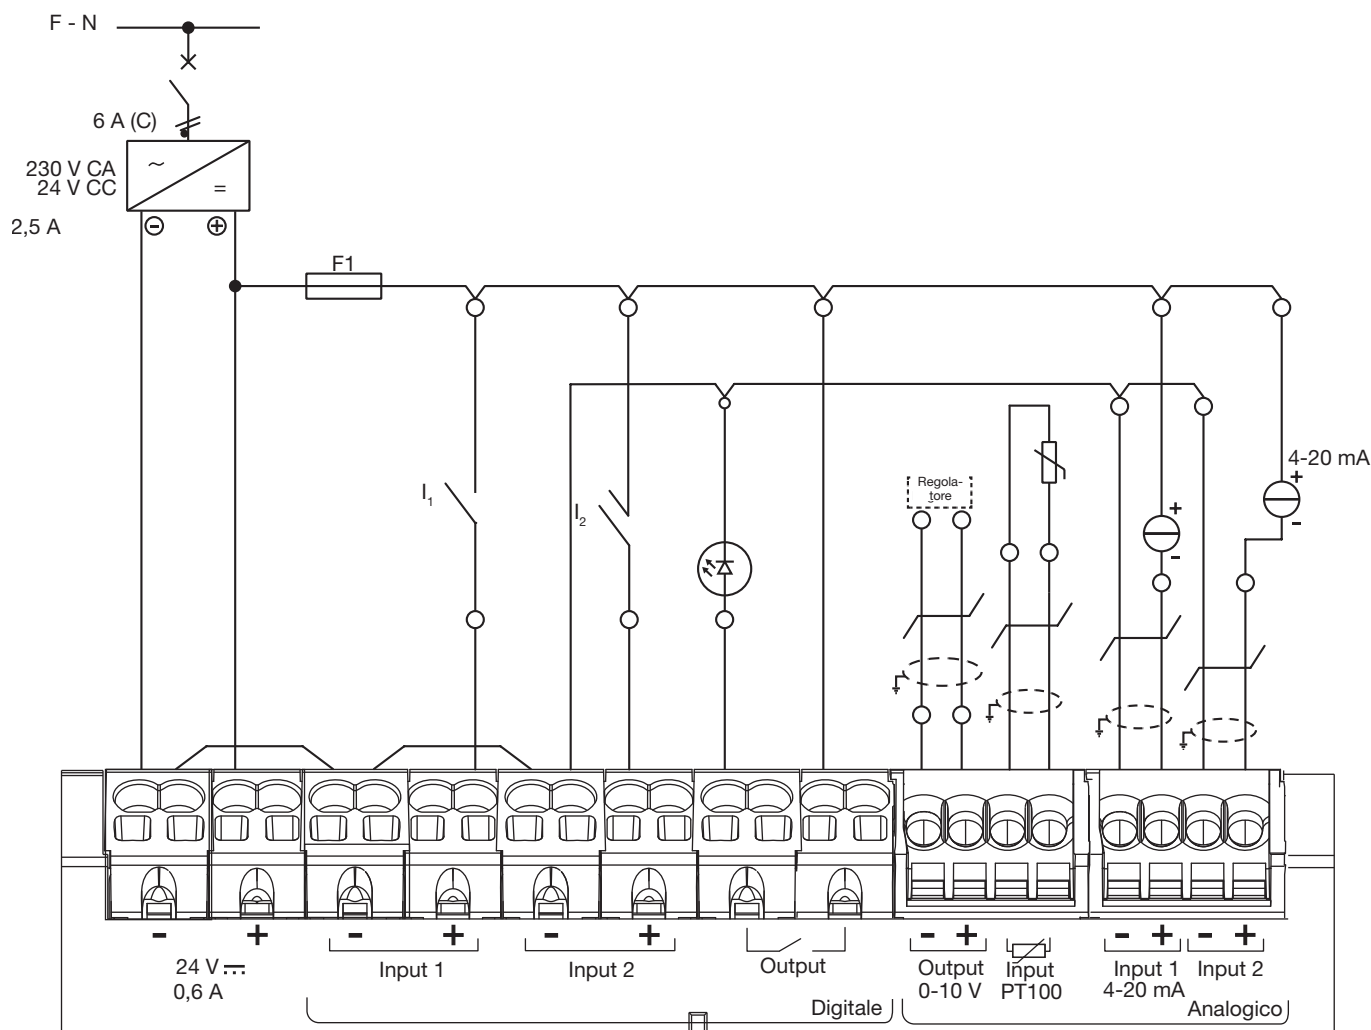 F - N
6 A (C)
230 V CA
24 V CC
2,5 A
F1
I1
I2
Regola-
tore
4-20 mA
+
-
+
-
- + - + - + - +
24 V
0,6 A
Input 1
Input 2
Output
Digitale
- +
Output
0-10 V
Input
PT100
- + - +
Input 1
4-20 mA
Input 2
Analogico